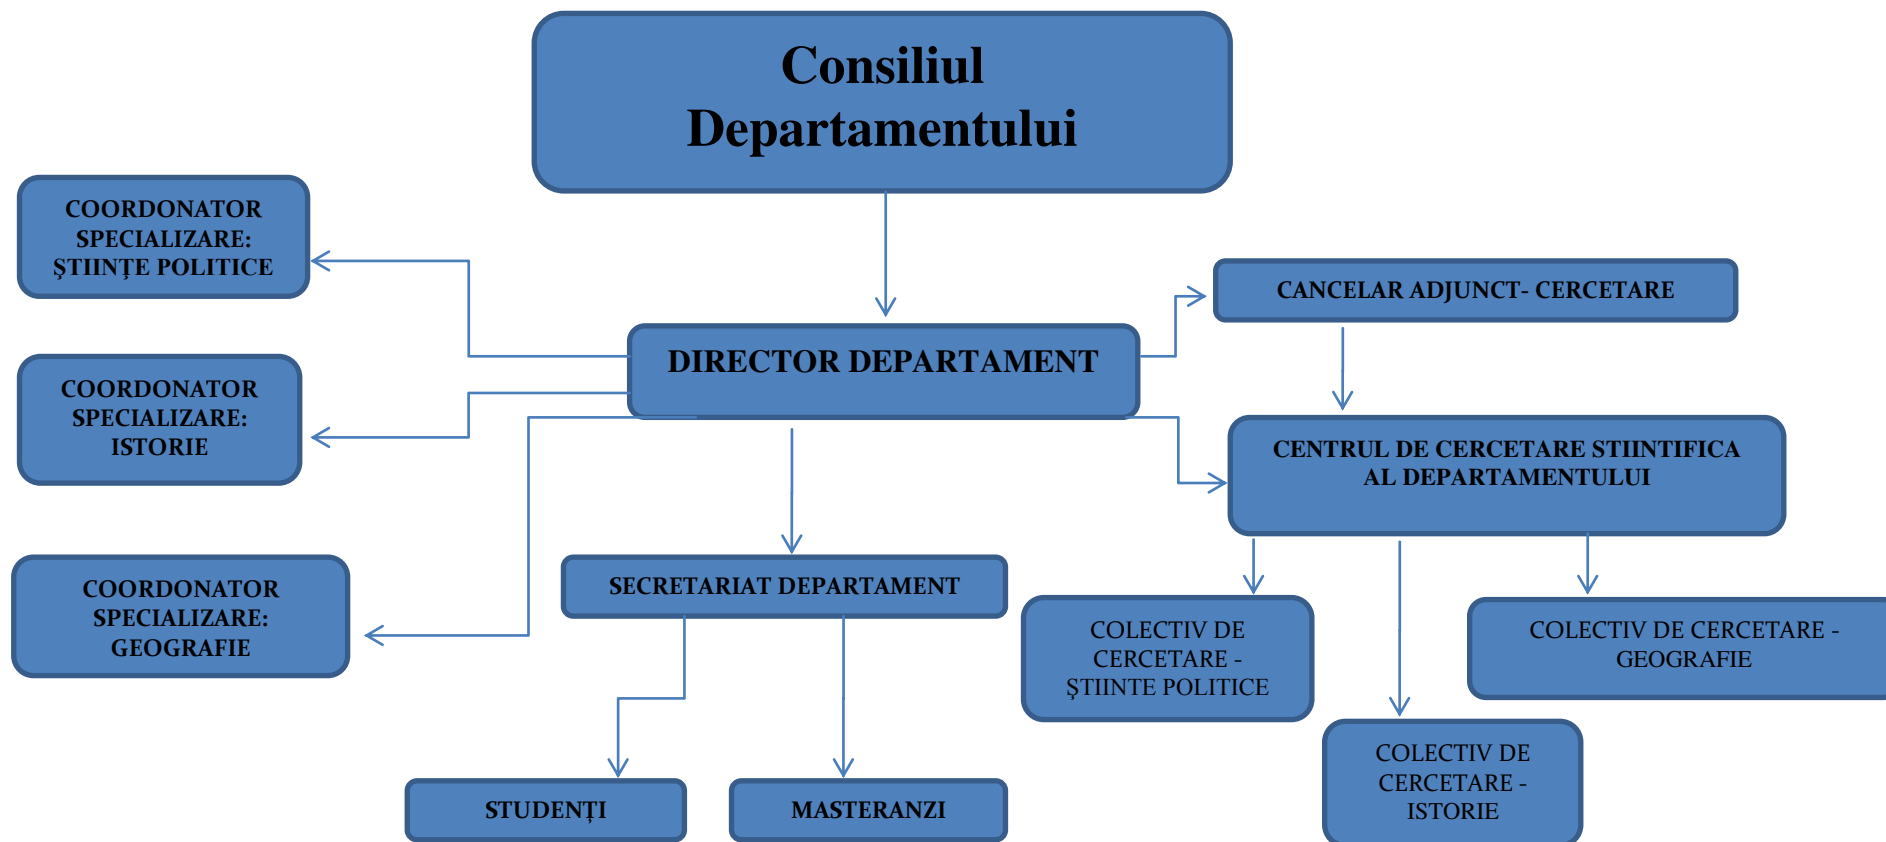 Consiliul
Departamentului
COORDONATOR
SPECIALIZARE:
ŞTIINŢE POLITICE
CANCELAR ADJUNCT- CERCETARE
DIRECTOR DEPARTAMENT
COORDONATOR
SPECIALIZARE:
ISTORIE
CENTRUL DE CERCETARE STIINTIFICA
AL DEPARTAMENTULUI
COORDONATOR
SPECIALIZARE:
GEOGRAFIE
SECRETARIAT DEPARTAMENT
COLECTIV DE
CERCETARE -
ŞTIINTE POLITICE
COLECTIV DE CERCETARE -
GEOGRAFIE
COLECTIV DE
CERCETARE -
ISTORIE
STUDENŢI
MASTERANZI